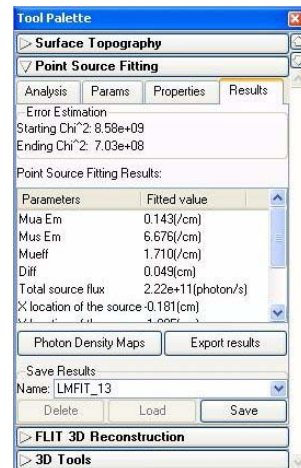 Tool Palette
Surface Topography
Point Source Fitting
Analysis Params Properties Results
Error Estimation
Starting Chi^2: 8.58e+09
Ending Chi^2: 7.03e+08
Point Source Fitting Results:
Parameters Fitted value
Mua Em 0.143(/cm)
Mus Em 6.676(/cm)
Mueff 1.710(/cm)
Diff 0.049(cm)
Total source flux 2.22e+11(photon/s)
X location of the source -0.181(cm)
Photon Density Maps Export results
Save Results
Name: LMFIT_13
Delete Load Save
FLIT 3D Reconstruction
3D Tools